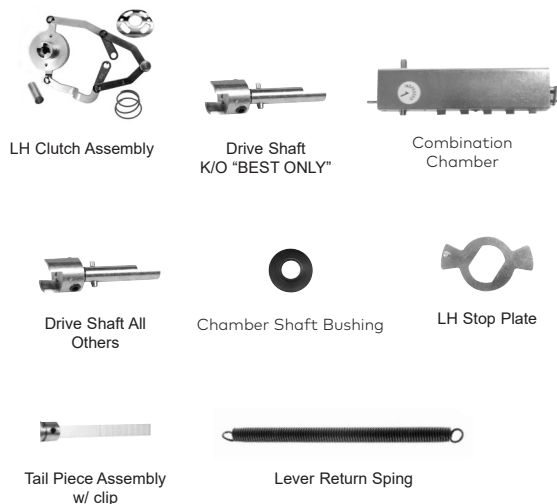 LH Clutch Assembly
Drive Shaft
K/O “BEST ONLY”
Combination
Chamber
Drive Shaft All
Others
Chamber Shaft Bushing
LH Stop Plate
Tail Piece Assembly
w/ clip
Lever Return Sping